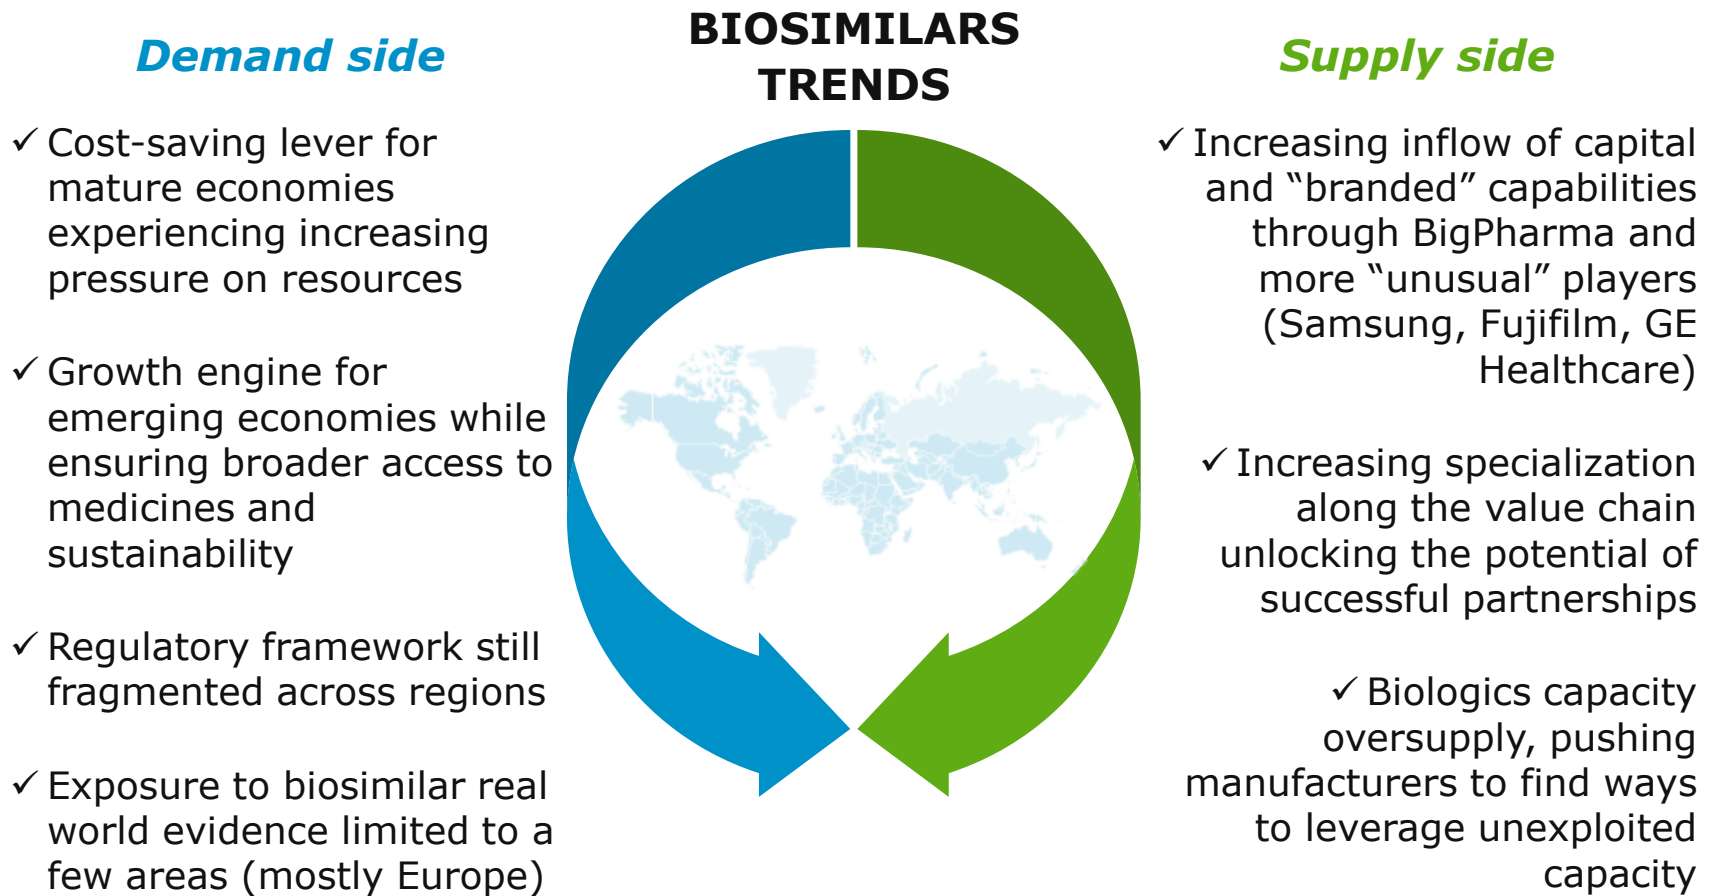 BIOSIMILARS
TRENDS
Demand side
✓ Cost-saving lever for
mature economies
experiencing increasing
pressure on resources
✓ Growth engine for
emerging economies while
ensuring broader access to
medicines and
sustainability
✓ Regulatory framework still
fragmented across regions
✓ Exposure to biosimilar real
world evidence limited to a
few areas (mostly Europe)
Supply side
✓ Increasing inflow of capital
and “branded” capabilities
through BigPharma and
more “unusual” players
(Samsung, Fujifilm, GE
Healthcare)
✓ Increasing specialization
along the value chain
unlocking the potential of
successful partnerships
✓ Biologics capacity
oversupply, pushing
manufacturers to find ways
to leverage unexploited
capacity